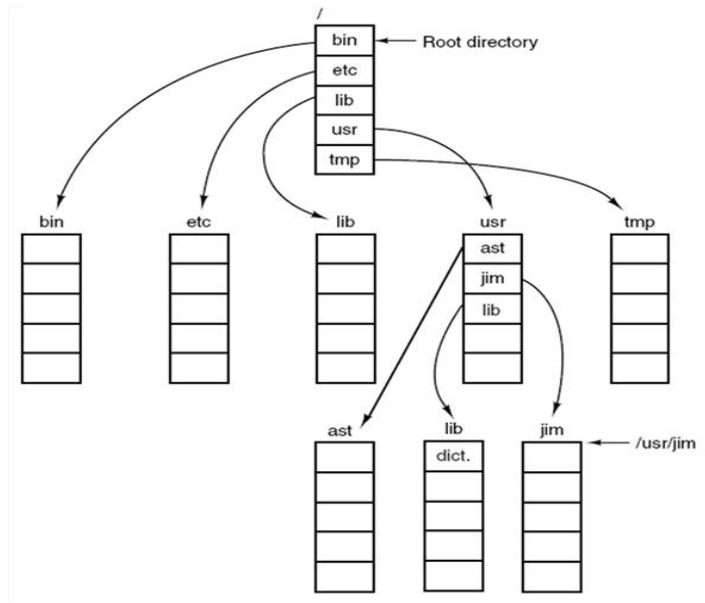 /
bin
Root directory
etc
lib
usr
tmp
bin
etc
lib
usr
tmp
ast
jim
lib
ast
lib
jim
/usr/jim
dict.